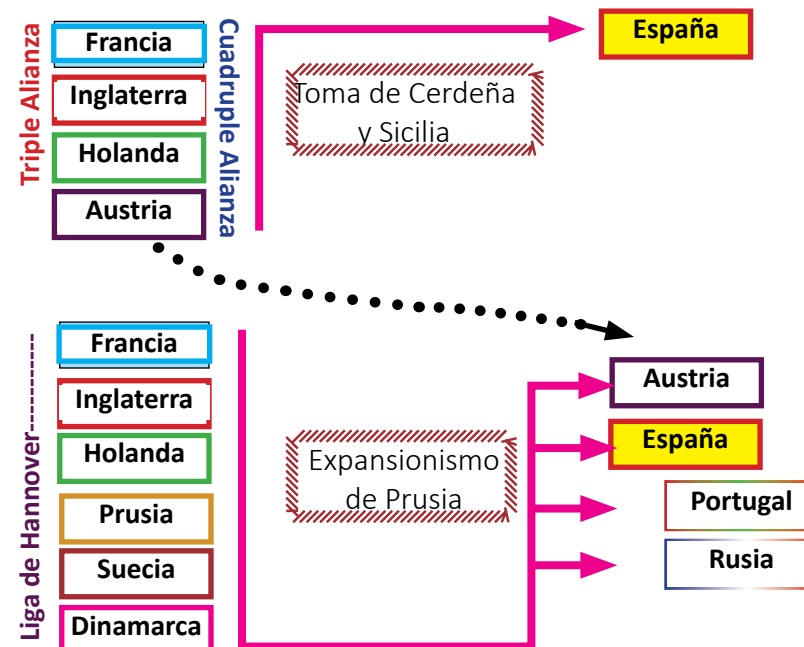 Triple Alianza
Francia
Inglaterra
Holanda
Austria
Cuadruple Alianza
Toma de Cerdeña
y Sicilia
España
Liga de Hannover------------
Francia
Inglaterra
Holanda
Prusia
Suecia
Dinamarca
Expansionismo
de Prusia
Austria
España
Portugal
Rusia